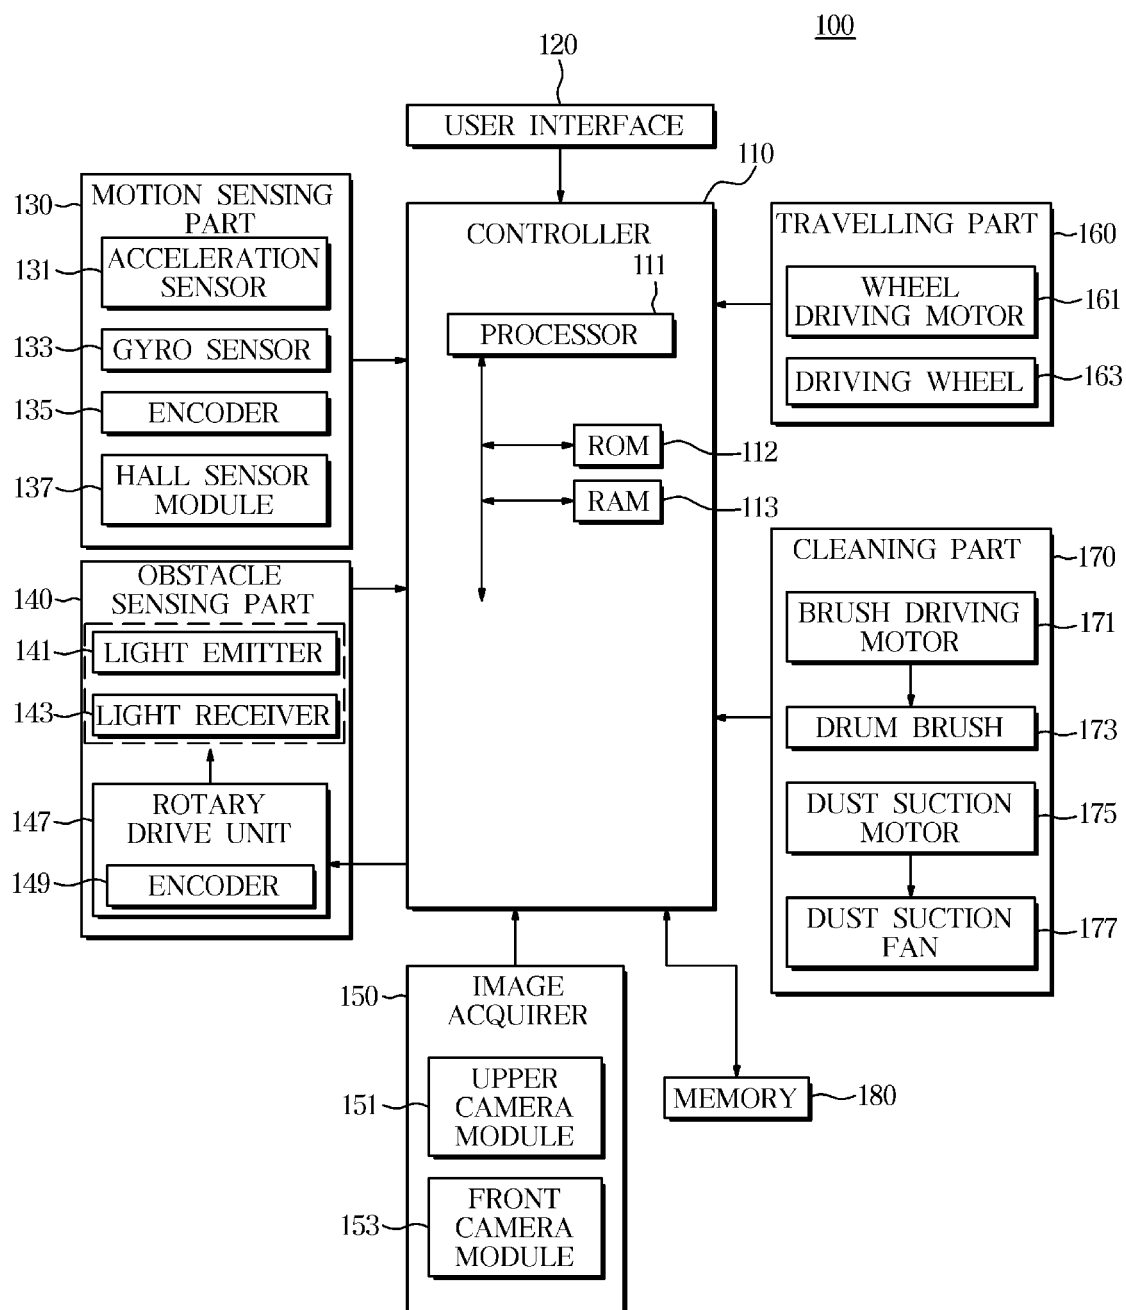 100
120
USER INTERFACE
110
CONTROLLER
111
PROCESSOR
ROM
112
RAM
113
130
MOTION SENSING
PART
131
ACCELERATION
SENSOR
133
GYRO SENSOR
135
ENCODER
137
HALL SENSOR
MODULE
140
OBSTACLE
SENSING PART
141
LIGHT EMITTER
143
LIGHT RECEIVER
147
ROTARY
DRIVE UNIT
149
ENCODER
TRAVELLING PART
160
WHEEL
DRIVING MOTOR
161
DRIVING WHEEL
163
CLEANING PART
170
BRUSH DRIVING
MOTOR
171
DRUM BRUSH
173
DUST SUCTION
MOTOR
175
DUST SUCTION
FAN
177
150
IMAGE
ACQUIRER
151
UPPER
CAMERA
MODULE
153
FRONT
CAMERA
MODULE
MEMORY
180